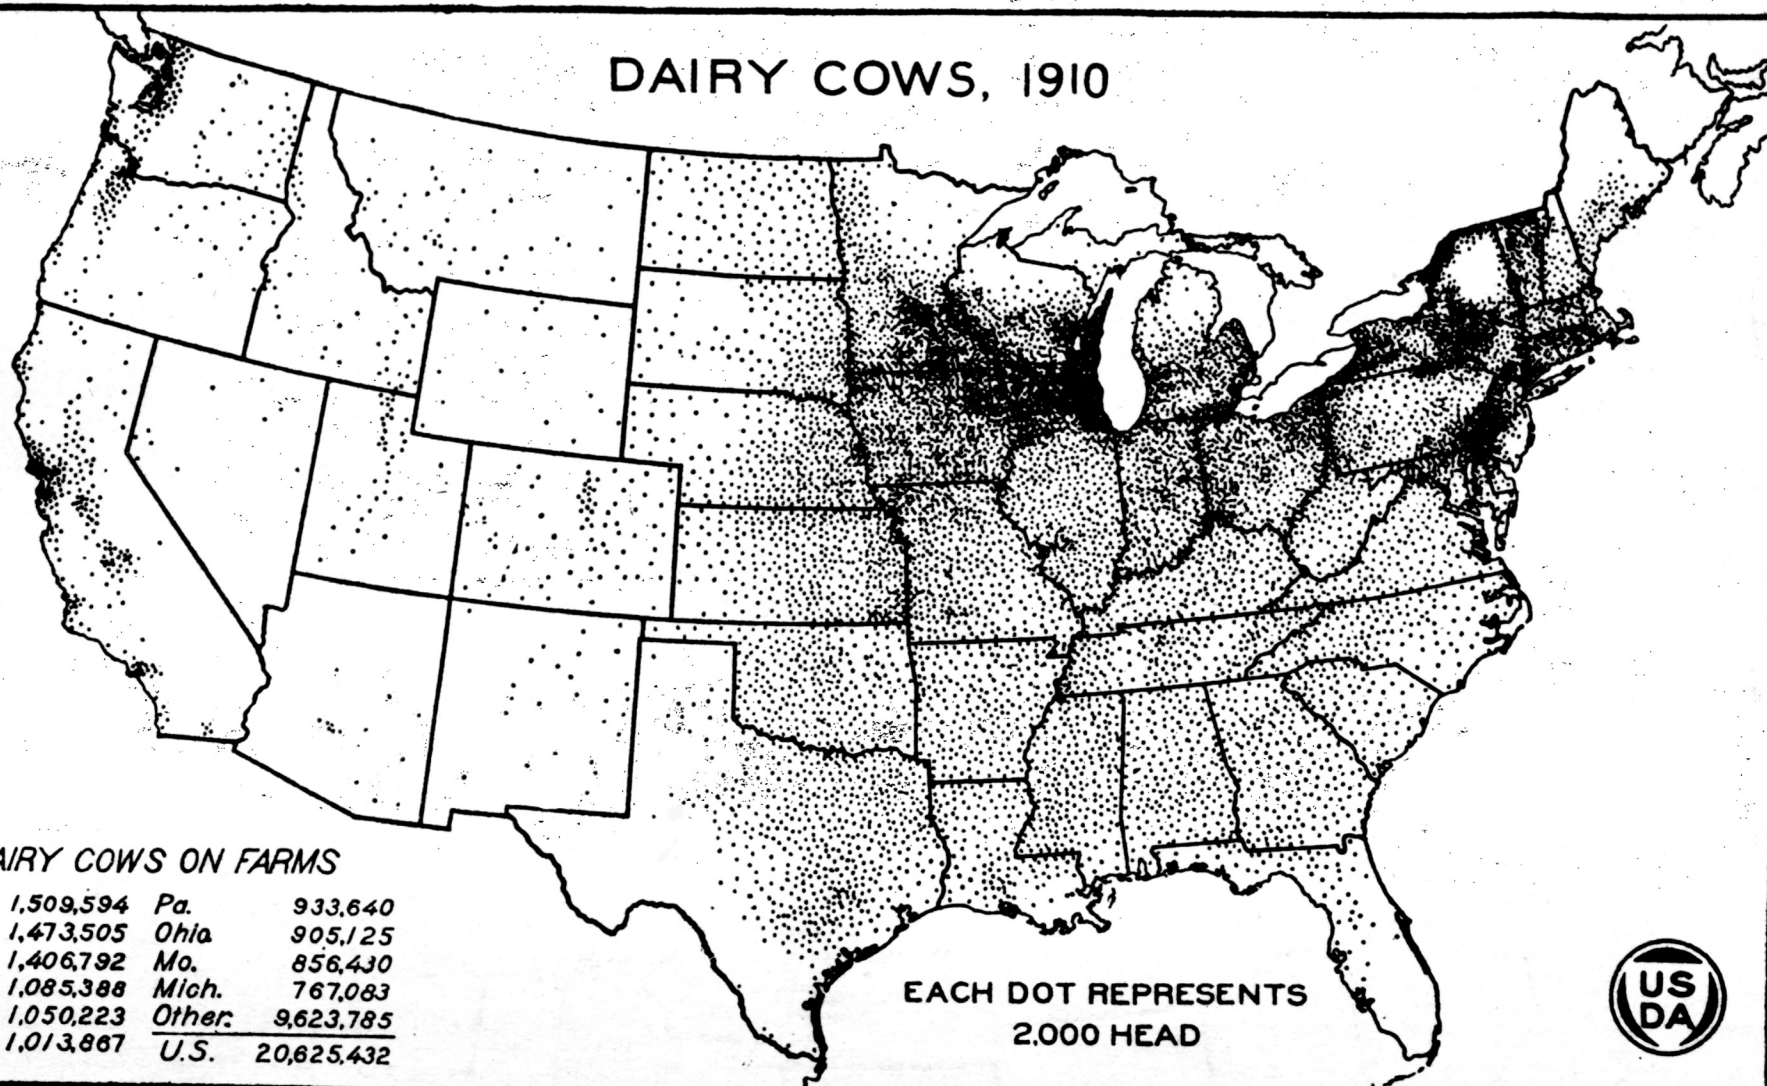 DAIRY COWS, 1910
AIRY COWS ON FARMS
1,509,594 Pa. 933,640
1,473,505 Ohio 905,125
1,406,792 Mo. 856,430
1,085,388 Mich. 767,083
1,050,223 Other: 9,623,785
1,013,867 U.S. 20,625,432
EACH DOT REPRESENTS
2,000 HEAD
US
DA